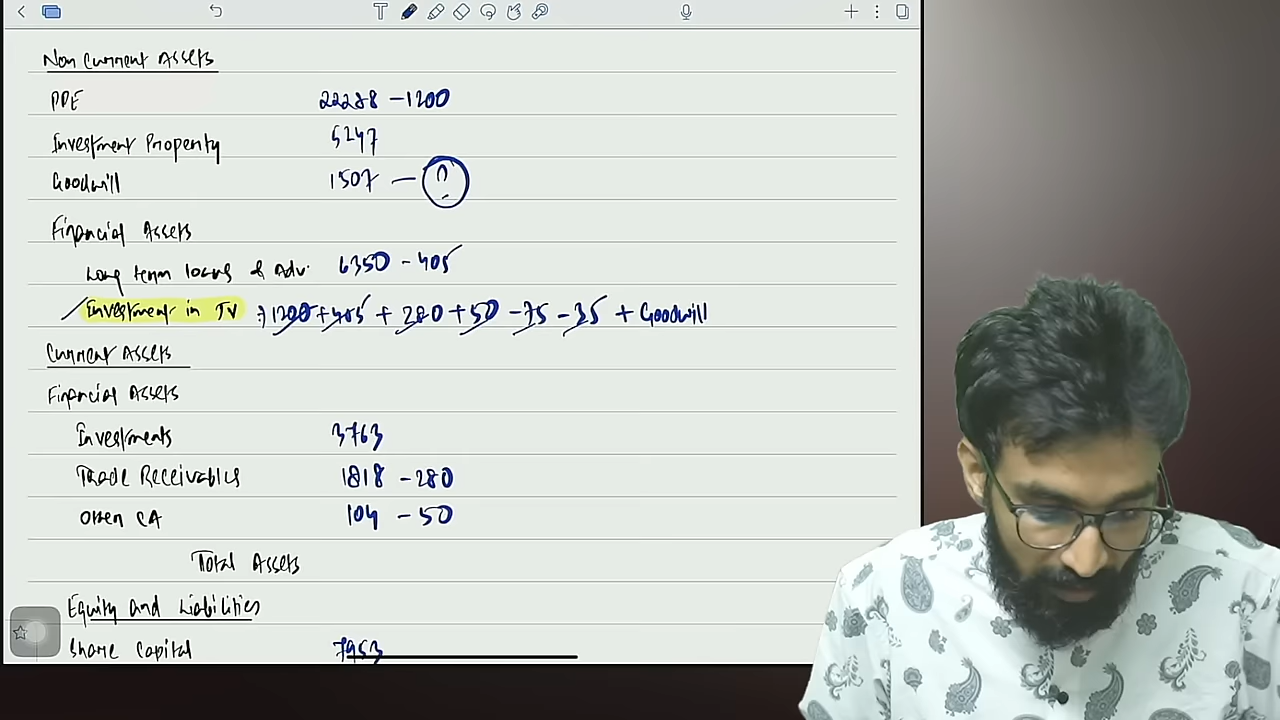 Non Current Assets
PPE 22288 - 1200
Investment Property 5247
Goodwill 1507 - ?
Financial Assets
Long term loans & Adv. 6350 - 405
Investment in JV 1200 + 405 + 280 + 50 - 75 - 35 + Goodwill
Current Assets
Financial Assets
Investments 3763
Trade Receivables 1818 - 280
Other CA 104 - 50
Total Assets
Equity and Liabilities
Share Capital 7953